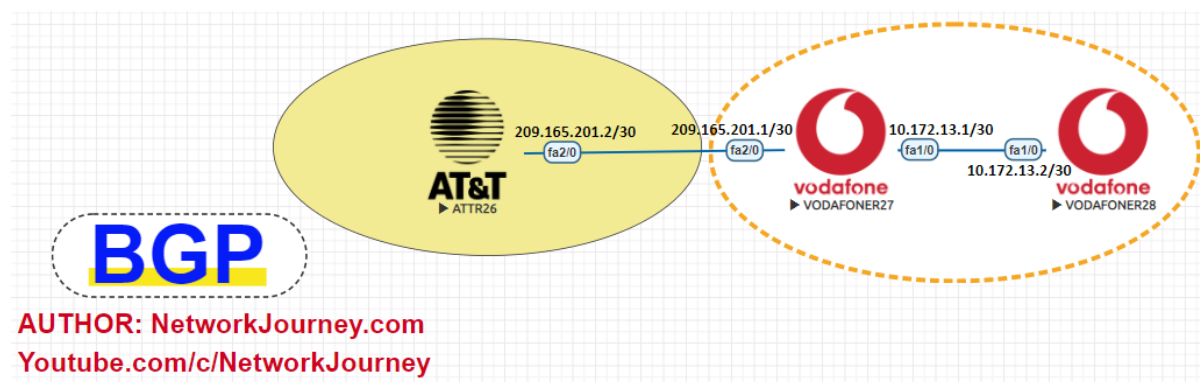 209.165.201.2/30
fa2/0
AT&T
ATTR26
209.165.201.1/30
fa2/0
vodafone
VODAFONER27
10.172.13.1/30
fa1/0
fa1/0
10.172.13.2/30
vodafone
VODAFONER28
BGP
AUTHOR: NetworkJourney.com
Youtube.com/c/NetworkJourney